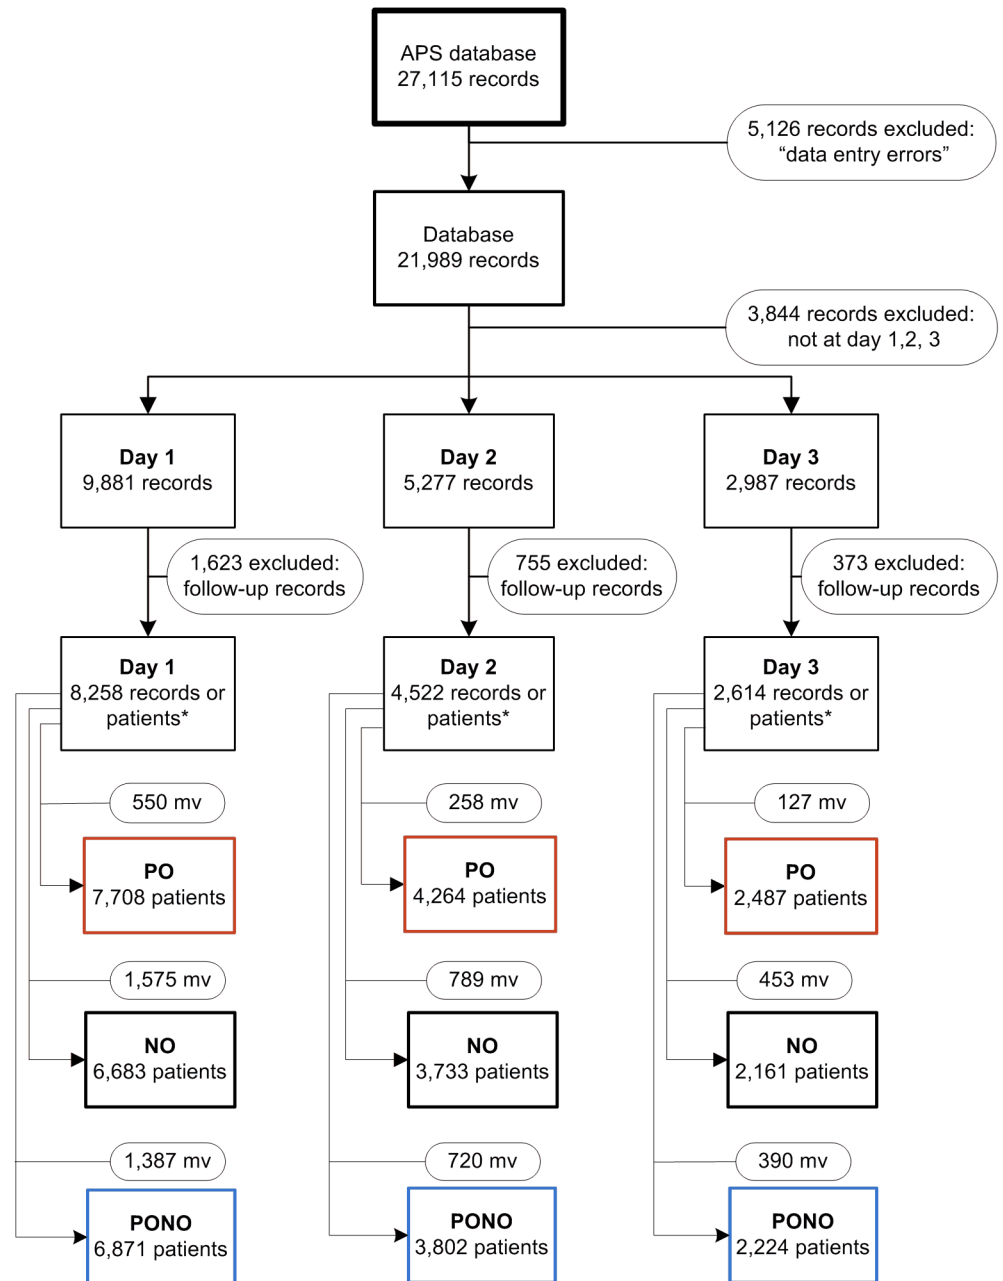 APS database
27,115 records
5,126 records excluded:
“data entry errors”
Database
21,989 records
3,844 records excluded:
not at day 1,2, 3
Day 1
9,881 records
Day 2
5,277 records
Day 3
2,987 records
1,623 excluded:
follow-up records
755 excluded:
follow-up records
373 excluded:
follow-up records
Day 1
8,258 records or
patients*
Day 2
4,522 records or
patients*
Day 3
2,614 records or
patients*
550 mv
258 mv
127 mv
PO
7,708 patients
PO
4,264 patients
PO
2,487 patients
1,575 mv
789 mv
453 mv
NO
6,683 patients
NO
3,733 patients
NO
2,161 patients
1,387 mv
720 mv
390 mv
PONO
6,871 patients
PONO
3,802 patients
PONO
2,224 patients